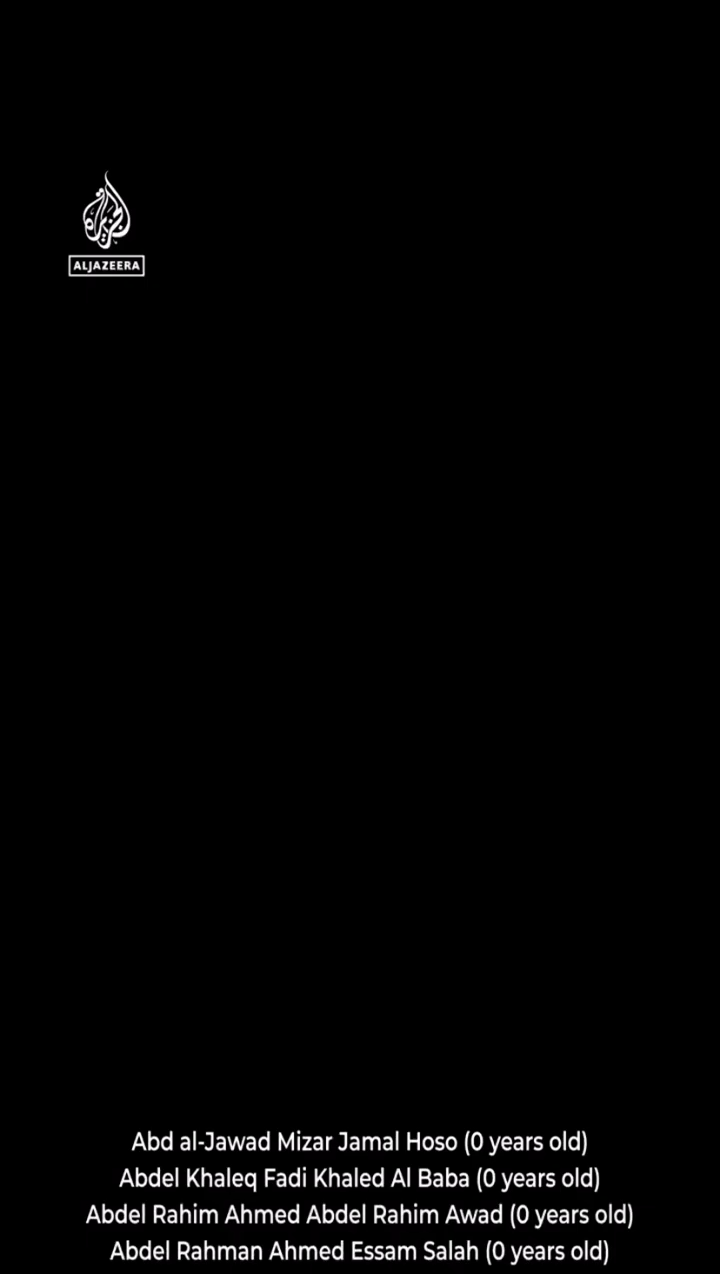 الجزيرة
ALJAZEERA
Abd al-Jawad Mizar Jamal Hoso (0 years old)
Abdel Khaleq Fadi Khaled Al Baba (0 years old)
Abdel Rahim Ahmed Abdel Rahim Awad (0 years old)
Abdel Rahman Ahmed Essam Salah (0 years old)